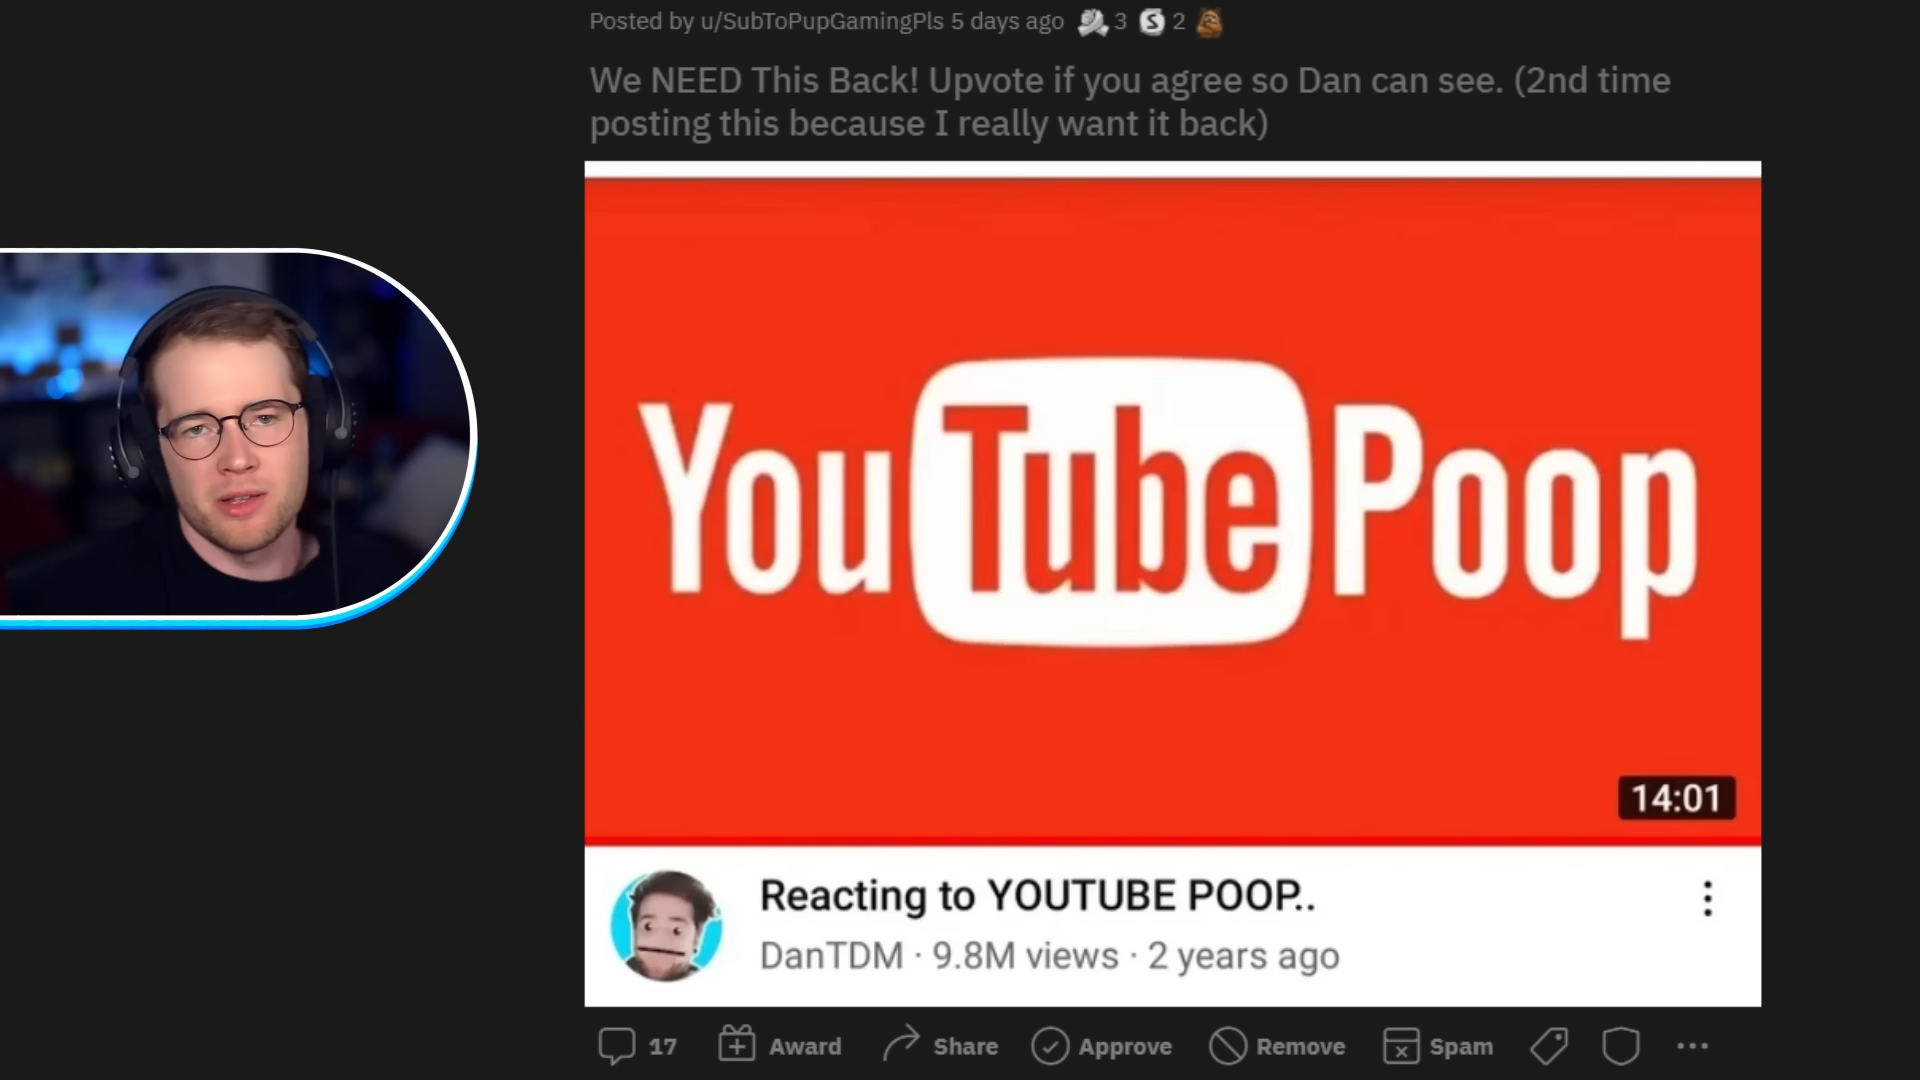 Posted by u/SubToPupGamingPls 5 days ago 3 2
We NEED This Back! Upvote if you agree so Dan can see. (2nd time
posting this because I really want it back)
YouTube Poop
14:01
Reacting to YOUTUBE POOP..
DanTDM · 9.8M views · 2 years ago
17 Award Share Approve Remove Spam